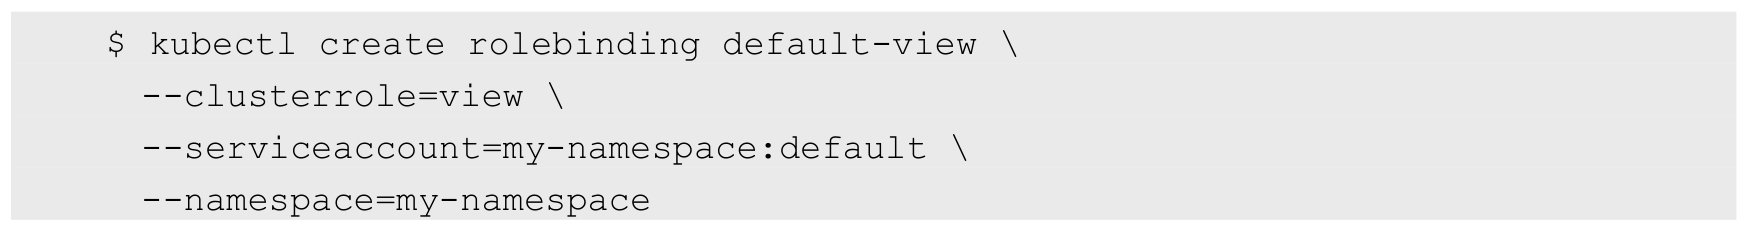 $ kubectl create rolebinding default-view \
--clusterrole=view \
--serviceaccount=my-namespace:default \
--namespace=my-namespace